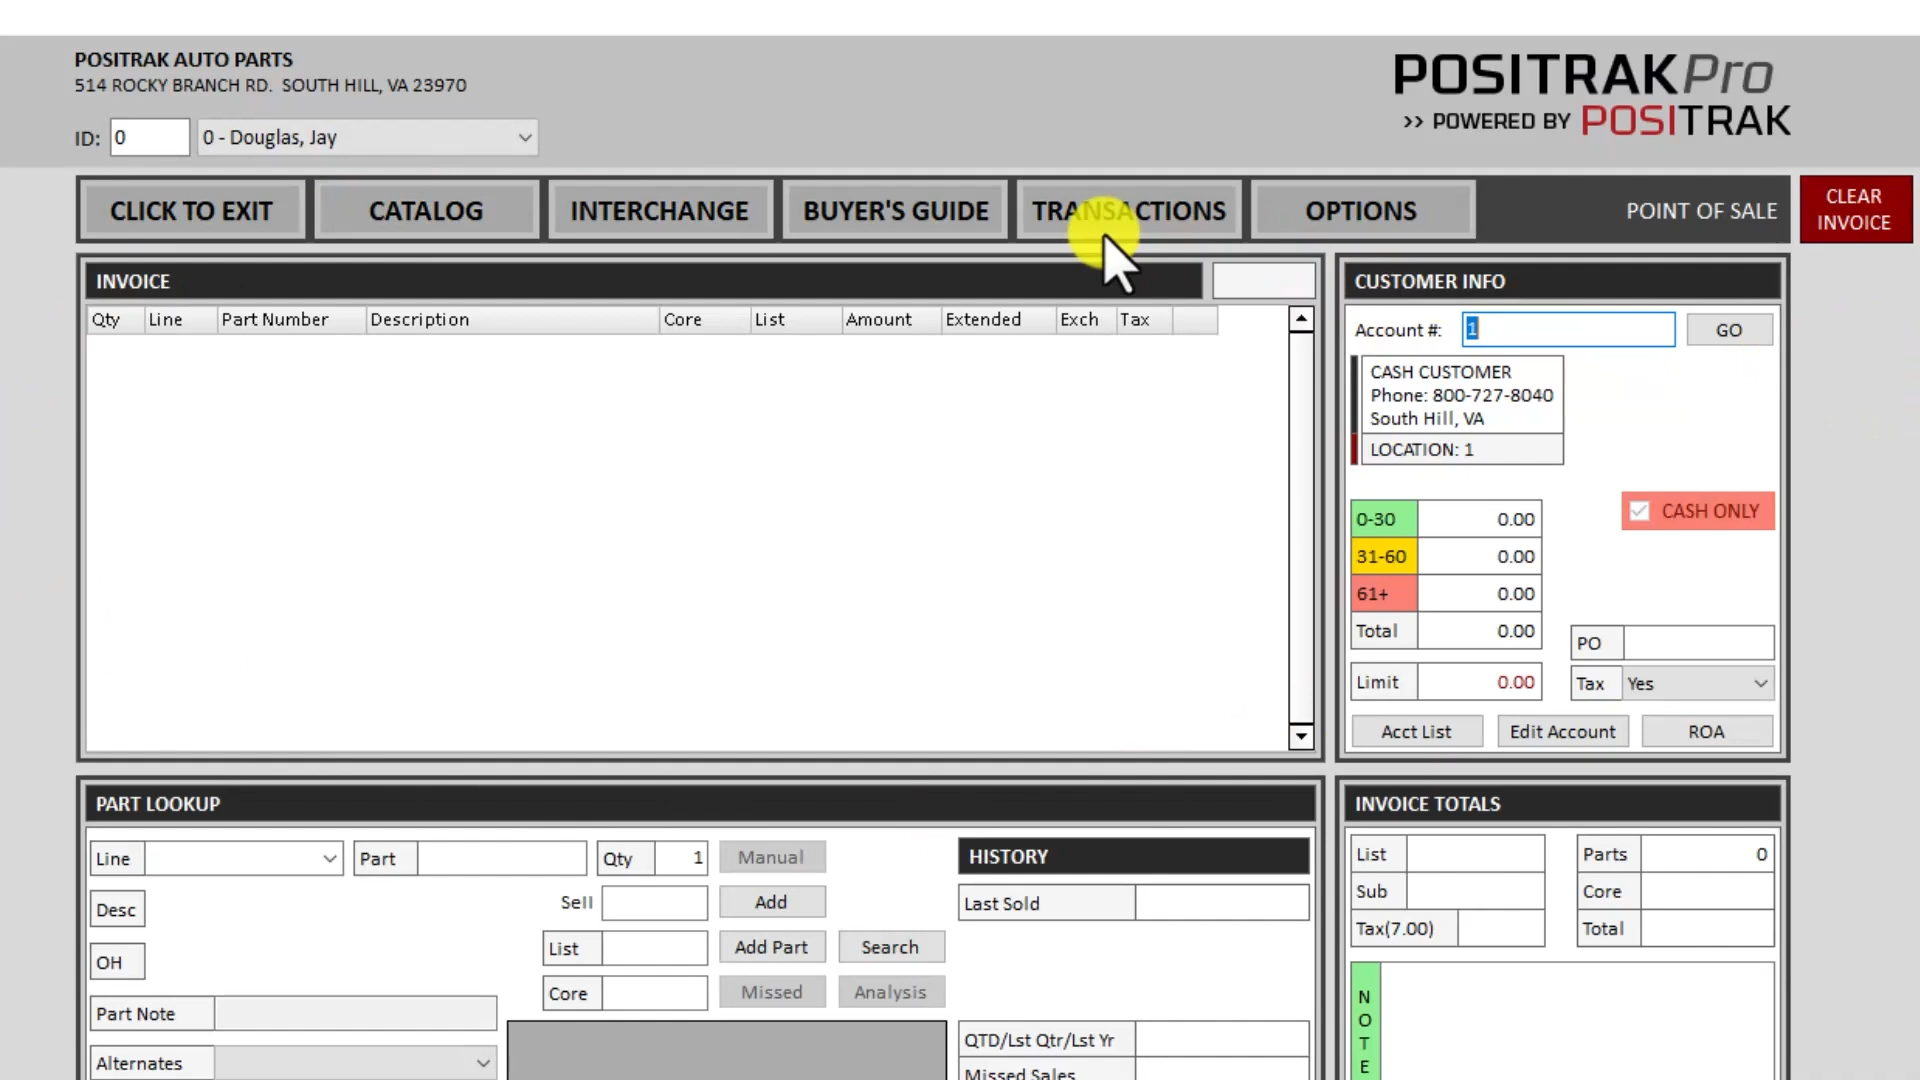 POSITRAK AUTO PARTS
514 ROCKY BRANCH RD.  SOUTH HILL, VA 23970
ID: 0 0 - Douglas, Jay
POSITRAKPro
>> POWERED BY POSITRAK
CLICK TO EXIT CATALOG INTERCHANGE BUYER'S GUIDE TRANSACTIONS OPTIONS POINT OF SALE
CLEAR
INVOICE
INVOICE
Qty Line Part Number Description Core List Amount Extended Exch Tax
CUSTOMER INFO
Account #: 1 GO
CASH CUSTOMER
Phone: 800-727-8040
South Hill, VA
LOCATION: 1
CASH ONLY
0-30 0.00
31-60 0.00
61+ 0.00
Total 0.00
Limit 0.00
PO
Tax Yes
Acct List Edit Account ROA
PART LOOKUP
Line Part Qty 1 Manual
Desc Sell Add
OH List Add Part Search
Core Missed Analysis
Part Note
Alternates
HISTORY
Last Sold
QTD/Lst Qtr/Lst Yr
Missed Sales
INVOICE TOTALS
List Parts 0
Sub Core
Tax(7.00) Total
N
O
T
E